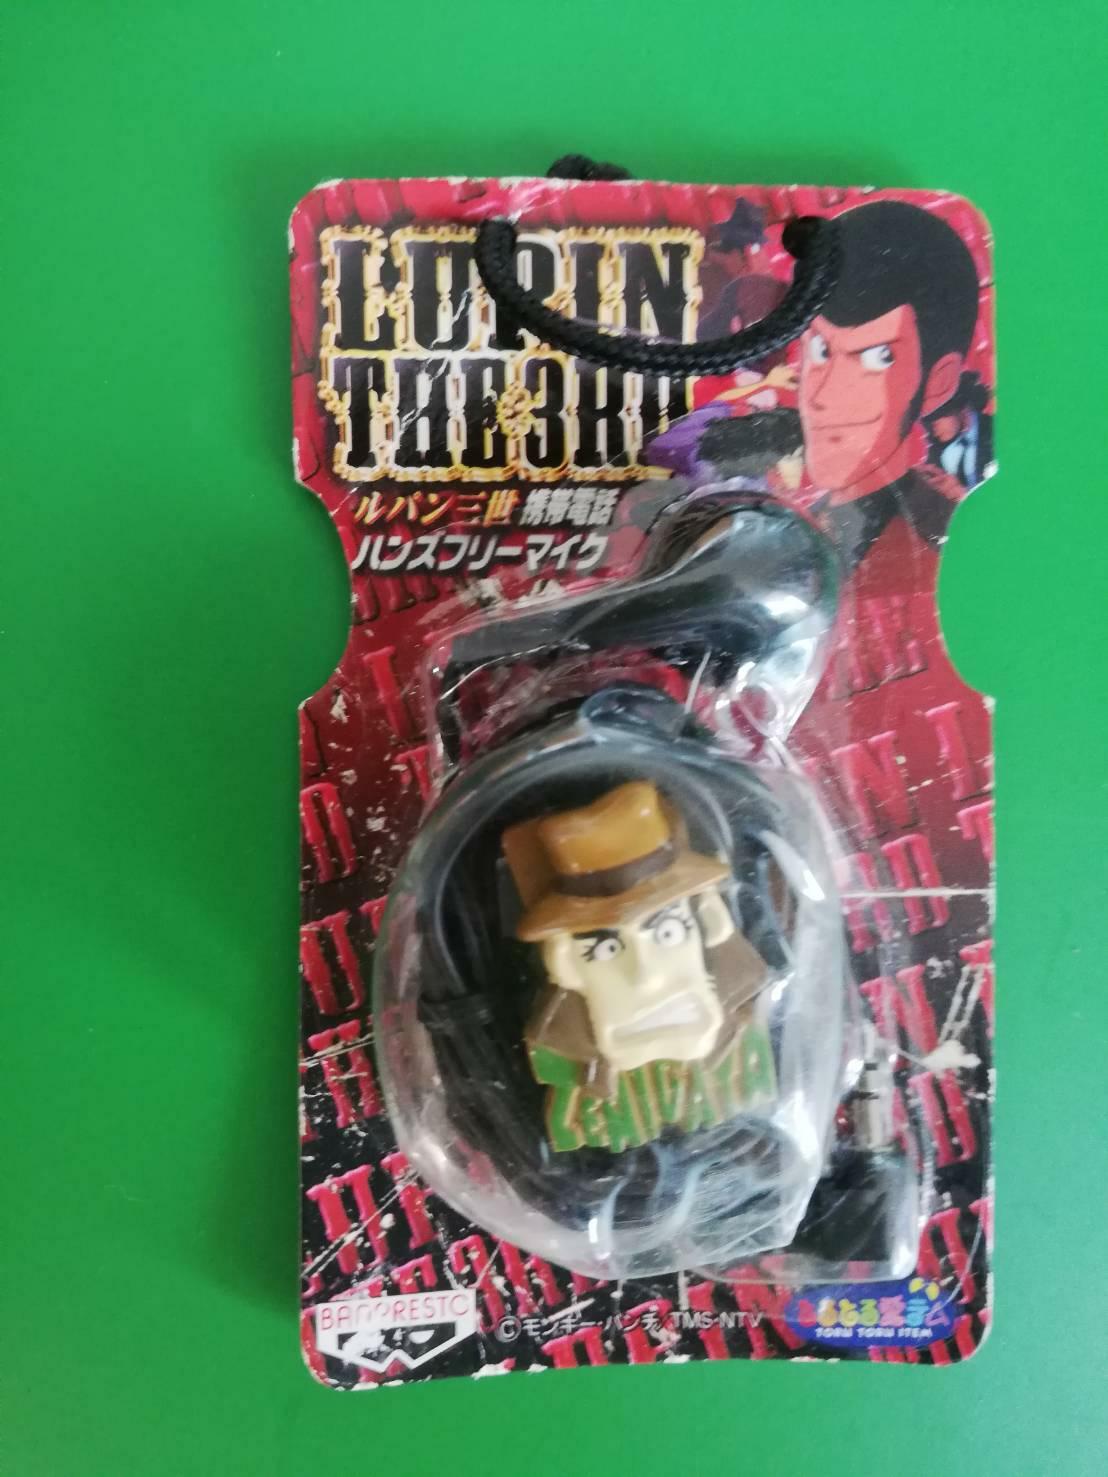 LUPIN
THE3RD
ルパン三世 携帯電話
ハンズフリーマイク
ZENIGATA
BANPRESTO
©モンキー・パンチ/TMS・NTV
とるとる愛テム
TORU TORU ITEM